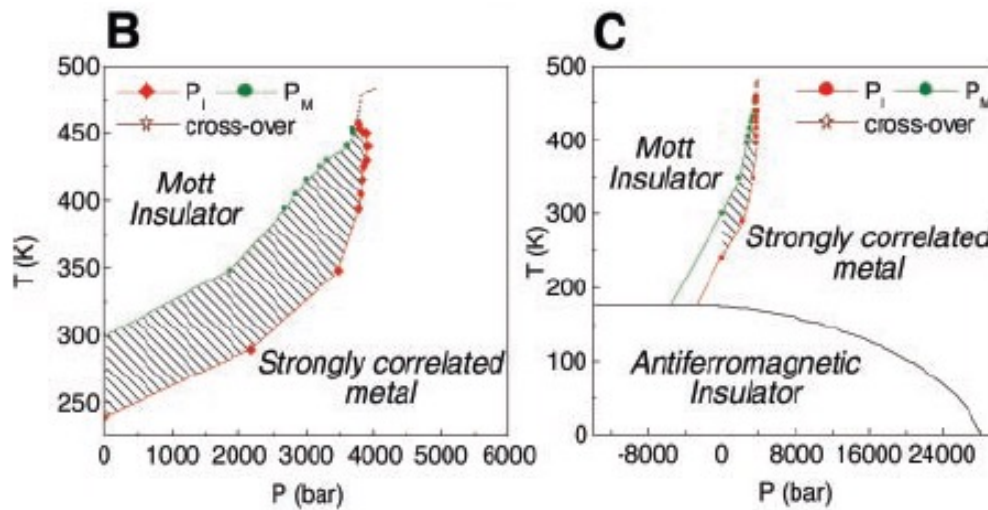 B
500
450
400
350
300
250
T (K)
P_I P_M
cross-over
Mott
Insulator
Strongly correlated
metal
0 1000 2000 3000 4000 5000 6000
P (bar)
C
500
400
300
200
100
0
T (K)
P_I P_M
cross-over
Mott
Insulator
Strongly correlated
metal
Antiferromagnetic
Insulator
-8000 0 8000 16000 24000
P (bar)